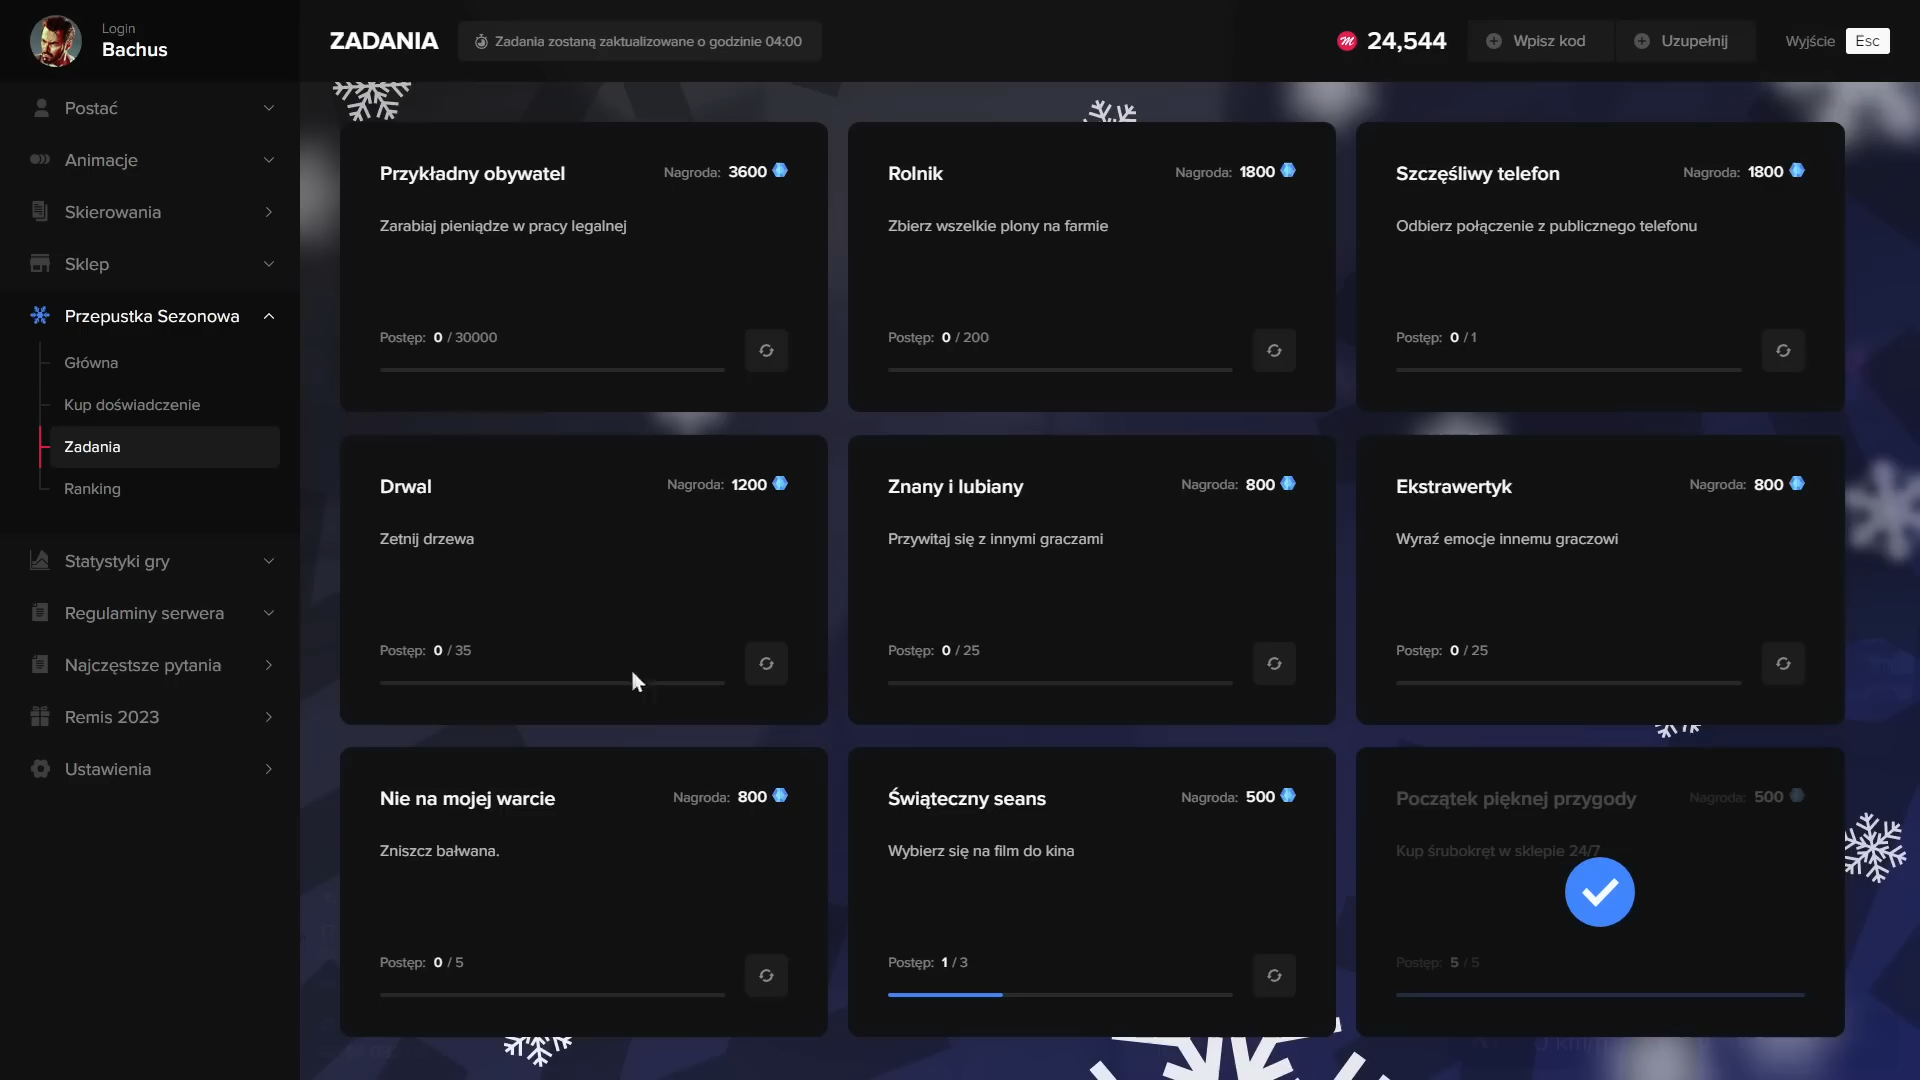 Login
Bachus
ZADANIA
Zadania zostaną zaktualizowane o godzinie 04:00
24,544
Wpisz kod
Uzupełnij
Wyjście
Esc
Postać
Animacje
Skierowania
Sklep
Przepustka Sezonowa
Główna
Kup doświadczenie
Zadania
Ranking
Statystyki gry
Regulaminy serwera
Najczęstsze pytania
Remis 2023
Ustawienia
Przykładny obywatel
Nagroda: 3600
Zarabiaj pieniądze w pracy legalnej
Postęp: 0 / 30000
Rolnik
Nagroda: 1800
Zbierz wszelkie plony na farmie
Postęp: 0 / 200
Szczęśliwy telefon
Nagroda: 1800
Odbierz połączenie z publicznego telefonu
Postęp: 0 / 1
Drwal
Nagroda: 1200
Zetnij drzewa
Postęp: 0 / 35
Znany i lubiany
Nagroda: 800
Przywitaj się z innymi graczami
Postęp: 0 / 25
Ekstrawertyk
Nagroda: 800
Wyraź emocje innemu graczowi
Postęp: 0 / 25
Nie na mojej warcie
Nagroda: 800
Zniszcz bałwana.
Postęp: 0 / 5
Świąteczny seans
Nagroda: 500
Wybierz się na film do kina
Postęp: 1 / 3
Początek pięknej przygody
Nagroda: 500
Kup śrubokręt w sklepie 24/7
Postęp: 5 / 5